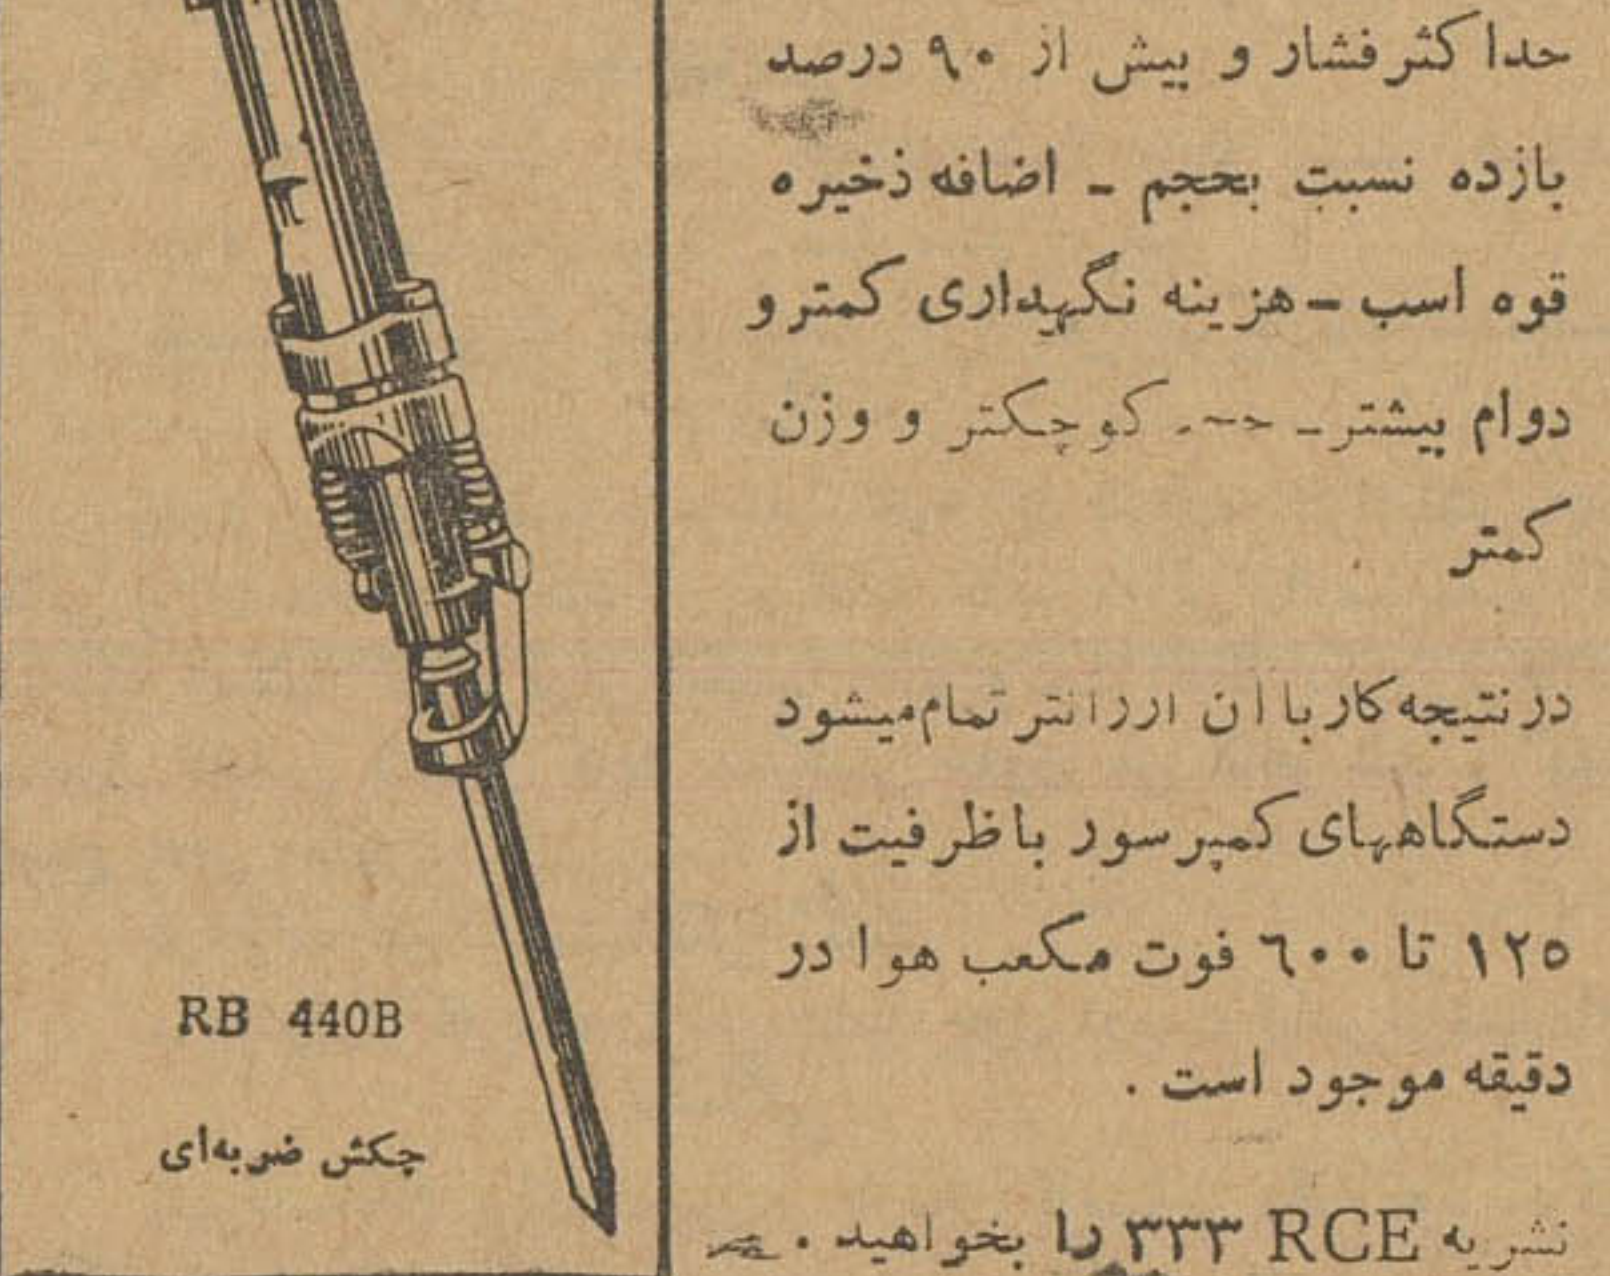 حداکثر فشار و بیش از ۹۰ درصد
بازده نسبت بحجم - اضافه ذخیره
قوه اسب - هزینه نگهداری کمتر و
دوام بیشتر - کوچکتر و وزن
کمتر
در نتیجه کار با آن ارزانتر تمام میشود
دستگاههای کمپرسور با ظرفیت از
۱۲۵ تا ۶۰۰ فوت مکعب هوا در
دقیقه موجود است .
نشریه RCE ۳۳۳ را بخواهید .
RB 440B
چکش ضربه‌ای